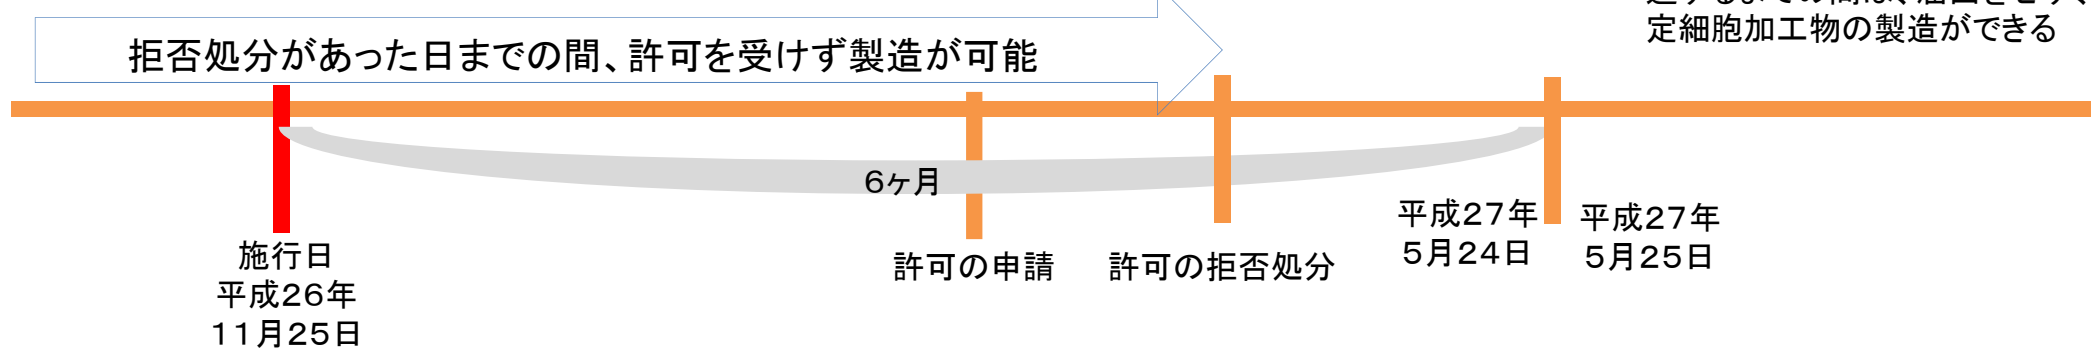 定細胞加工物の製造ができる
拒否処分があった日までの間、許可を受けず製造が可能
6ヶ月
施行日
平成26年
11月25日
許可の申請
許可の拒否処分
平成27年
5月24日
平成27年
5月25日